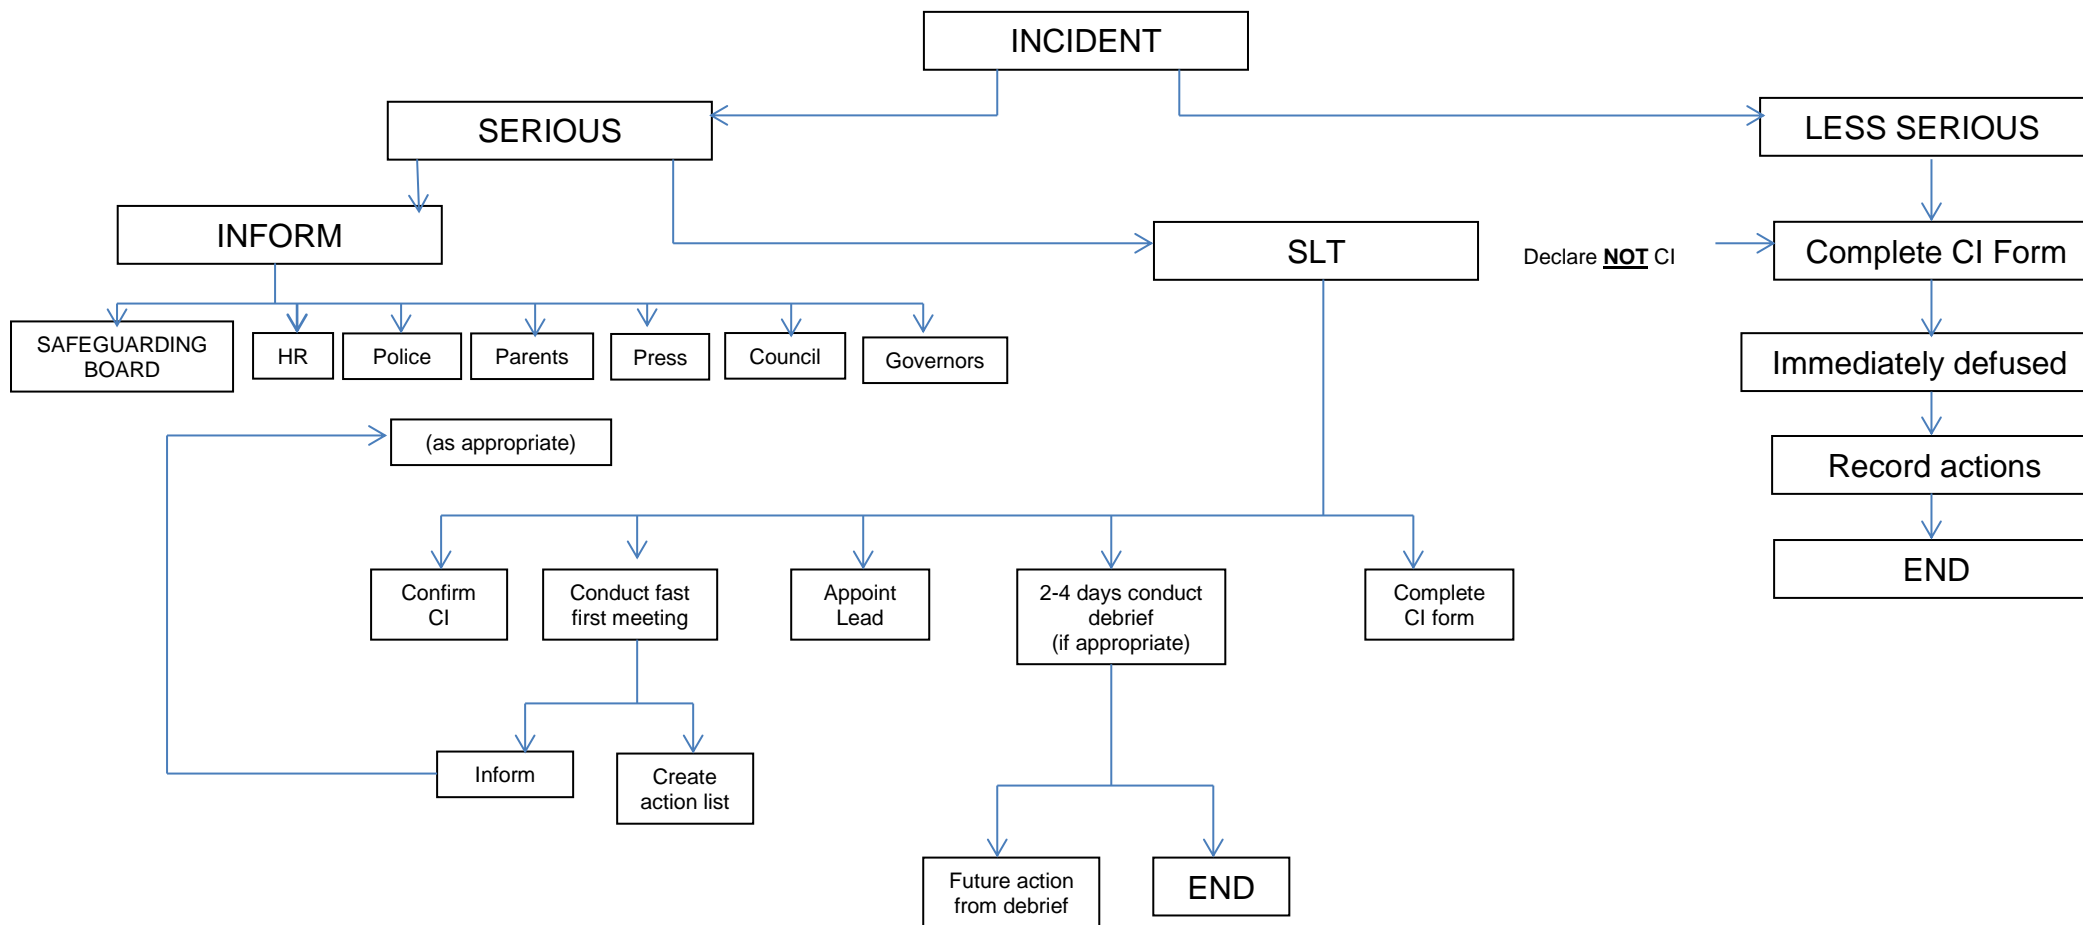 INCIDENT
SERIOUS
LESS SERIOUS
INFORM
SLT
Declare NOT CI
Complete CI Form
SAFEGUARDING
BOARD
HR
Police
Parents
Press
Council
Governors
Immediately defused
(as appropriate)
Record actions
Confirm
CI
Conduct fast
first meeting
Appoint
Lead
2-4 days conduct
debrief
(if appropriate)
Complete
CI form
END
Inform
Create
action list
Future action
from debrief
END